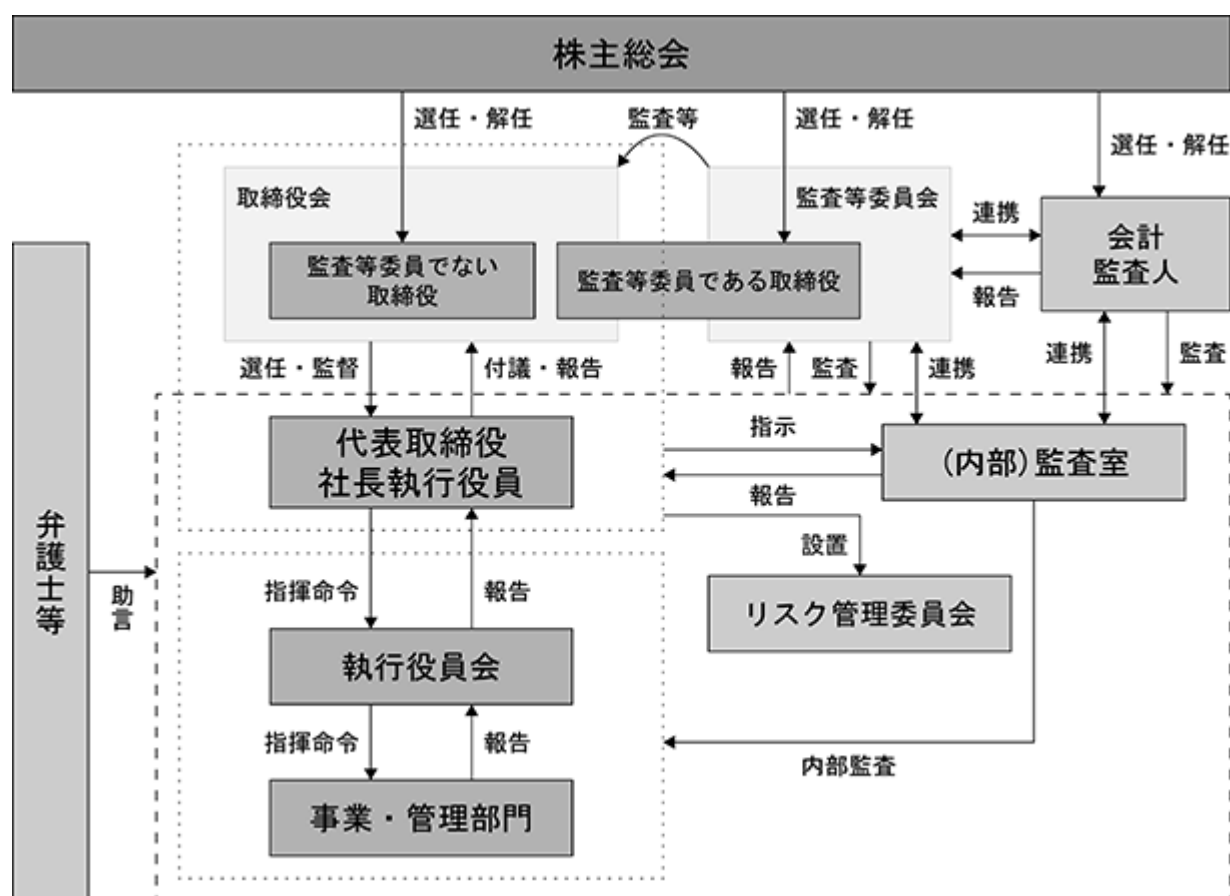 株主総会
選任・解任
監査等
選任・解任
選任・解任
取締役会
監査等委員会
監査等委員でない
取締役
監査等委員である取締役
連携
報告
会計
監査人
選任・監督
付議・報告
報告
監査
連携
連携
監査
代表取締役
社長執行役員
指示
報告
(内部)監査室
設置
弁護士等
助言
指揮命令
報告
リスク管理委員会
執行役員会
指揮命令
報告
内部監査
事業・管理部門